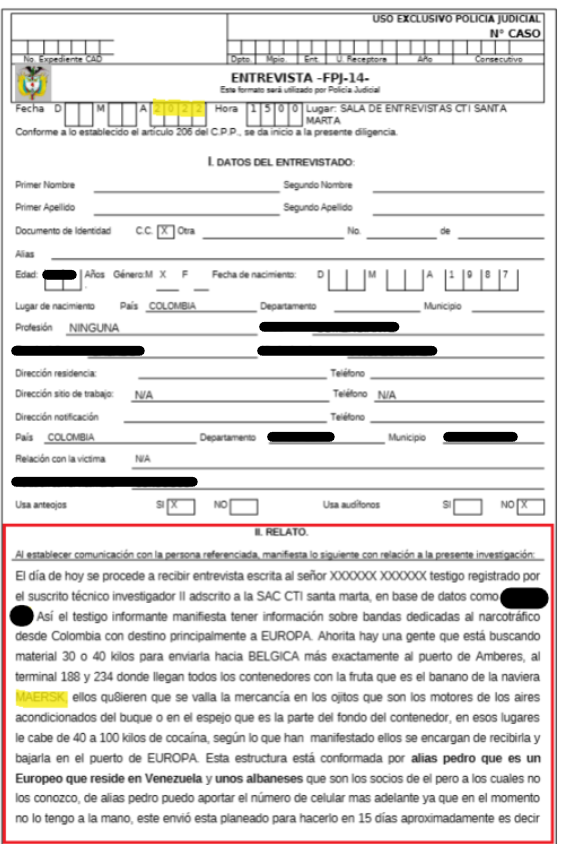 USO EXCLUSIVO POLICIA JUDICIAL
N° CASO
No. Expediente CAD Dpto. Mpio. Ent. U. Receptora Año Consecutivo
ENTREVISTA -FPJ-14-
Este formato será utilizado por Policía Judicial
Fecha D M A 2 0 2 2 Hora 1 5 0 0 Lugar: SALA DE ENTREVISTAS CTI SANTA
MARTA
Conforme a lo establecido el artículo 206 del C.P.P., se da inicio a la presente diligencia.
I. DATOS DEL ENTREVISTADO:
Primer Nombre Segundo Nombre
Primer Apellido Segundo Apellido
Documento de Identidad C.C. X Otra No. de
Alias
Edad: Años Género: M X F Fecha de nacimiento: D M A 1 9 8 7
Lugar de nacimiento País COLOMBIA Departamento Municipio
Profesión NINGUNA
Dirección residencia: Teléfono
Dirección sitio de trabajo: N/A Teléfono N/A
Dirección notificación Teléfono
País COLOMBIA Departamento Municipio
Relación con la victima N/A
Usa anteojos SI X NO Usa audífonos SI NO X
II. RELATO.
Al establecer comunicación con la persona referenciada, manifiesta lo siguiente con relación a la presente investigación:
El día de hoy se procede a recibir entrevista escrita al señor XXXXXX XXXXXX testigo registrado por
el suscrito técnico investigador II adscrito a la SAC CTI santa marta, en base de datos como
Así el testigo informante manifiesta tener información sobre bandas dedicadas al narcotráfico
desde Colombia con destino principalmente a EUROPA. Ahorita hay una gente que está buscando
material 30 o 40 kilos para enviarla hacia BELGICA más exactamente al puerto de Amberes, al
terminal 188 y 234 donde llegan todos los contenedores con la fruta que es el banano de la naviera
MAERSK, ellos qu8ieren que se valla la mercancía en los ojitos que son los motores de los aires
acondicionados del buque o en el espejo que es la parte del fondo del contenedor, en esos lugares
le cabe de 40 a 100 kilos de cocaína, según lo que han manifestado ellos se encargan de recibirla y
bajarla en el puerto de EUROPA. Esta estructura está conformada por alias pedro que es un
Europeo que reside en Venezuela y unos albaneses que son los socios de el pero a los cuales no
los conozco, de alias pedro puedo aportar el número de celular mas adelante ya que en el momento
no lo tengo a la mano, este envió esta planeado para hacerlo en 15 días aproximadamente es decir